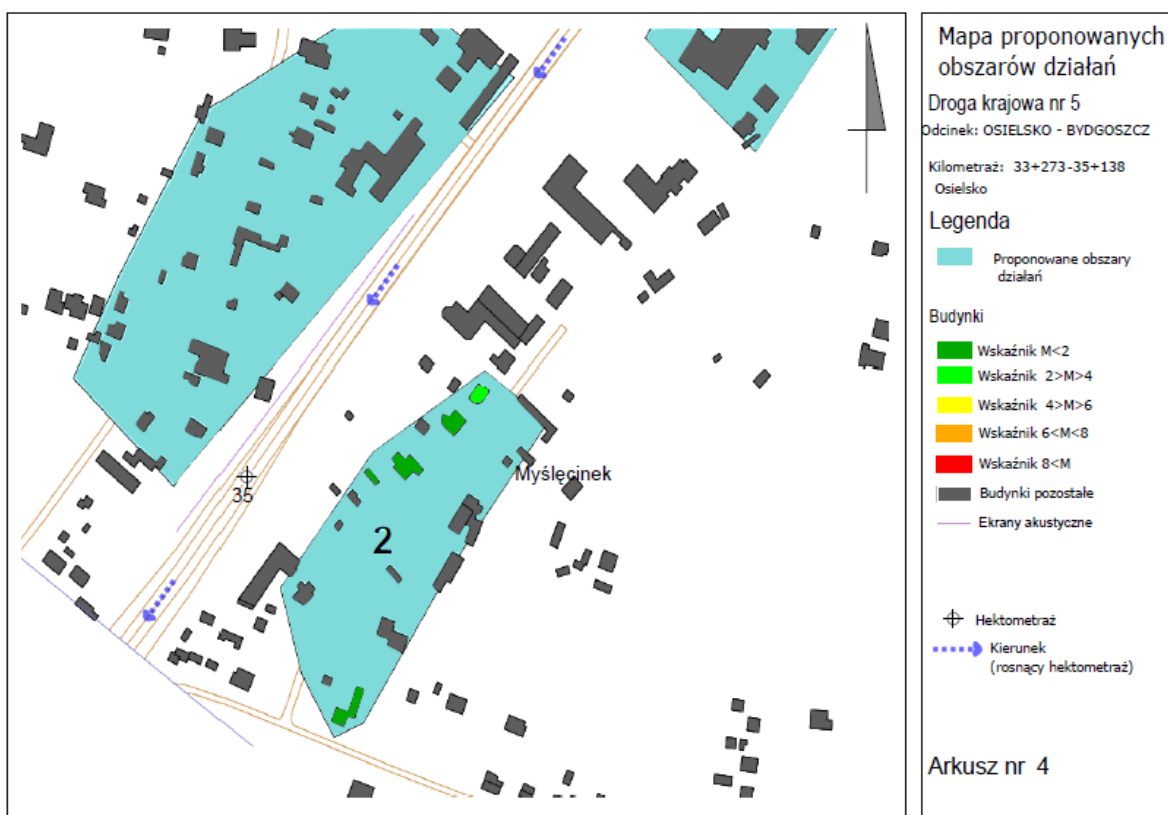 Mapa proponowanych
obszarów działań
Droga krajowa nr 5
Odcinek: OSIELSKO - BYDGOSZCZ
Kilometraż: 33+273-35+138
Osielsko
Legenda
Proponowane obszary
działań
Budynki
Wskaźnik M<2
Wskaźnik 2>M>4
Wskaźnik 4>M>6
Wskaźnik 6<M<8
Wskaźnik 8<M
Budynki pozostałe
Ekrany akustyczne
Hektometraż
Kierunek
(rosnący hektometraż)
Arkusz nr 4
Myślęcinek
35
2